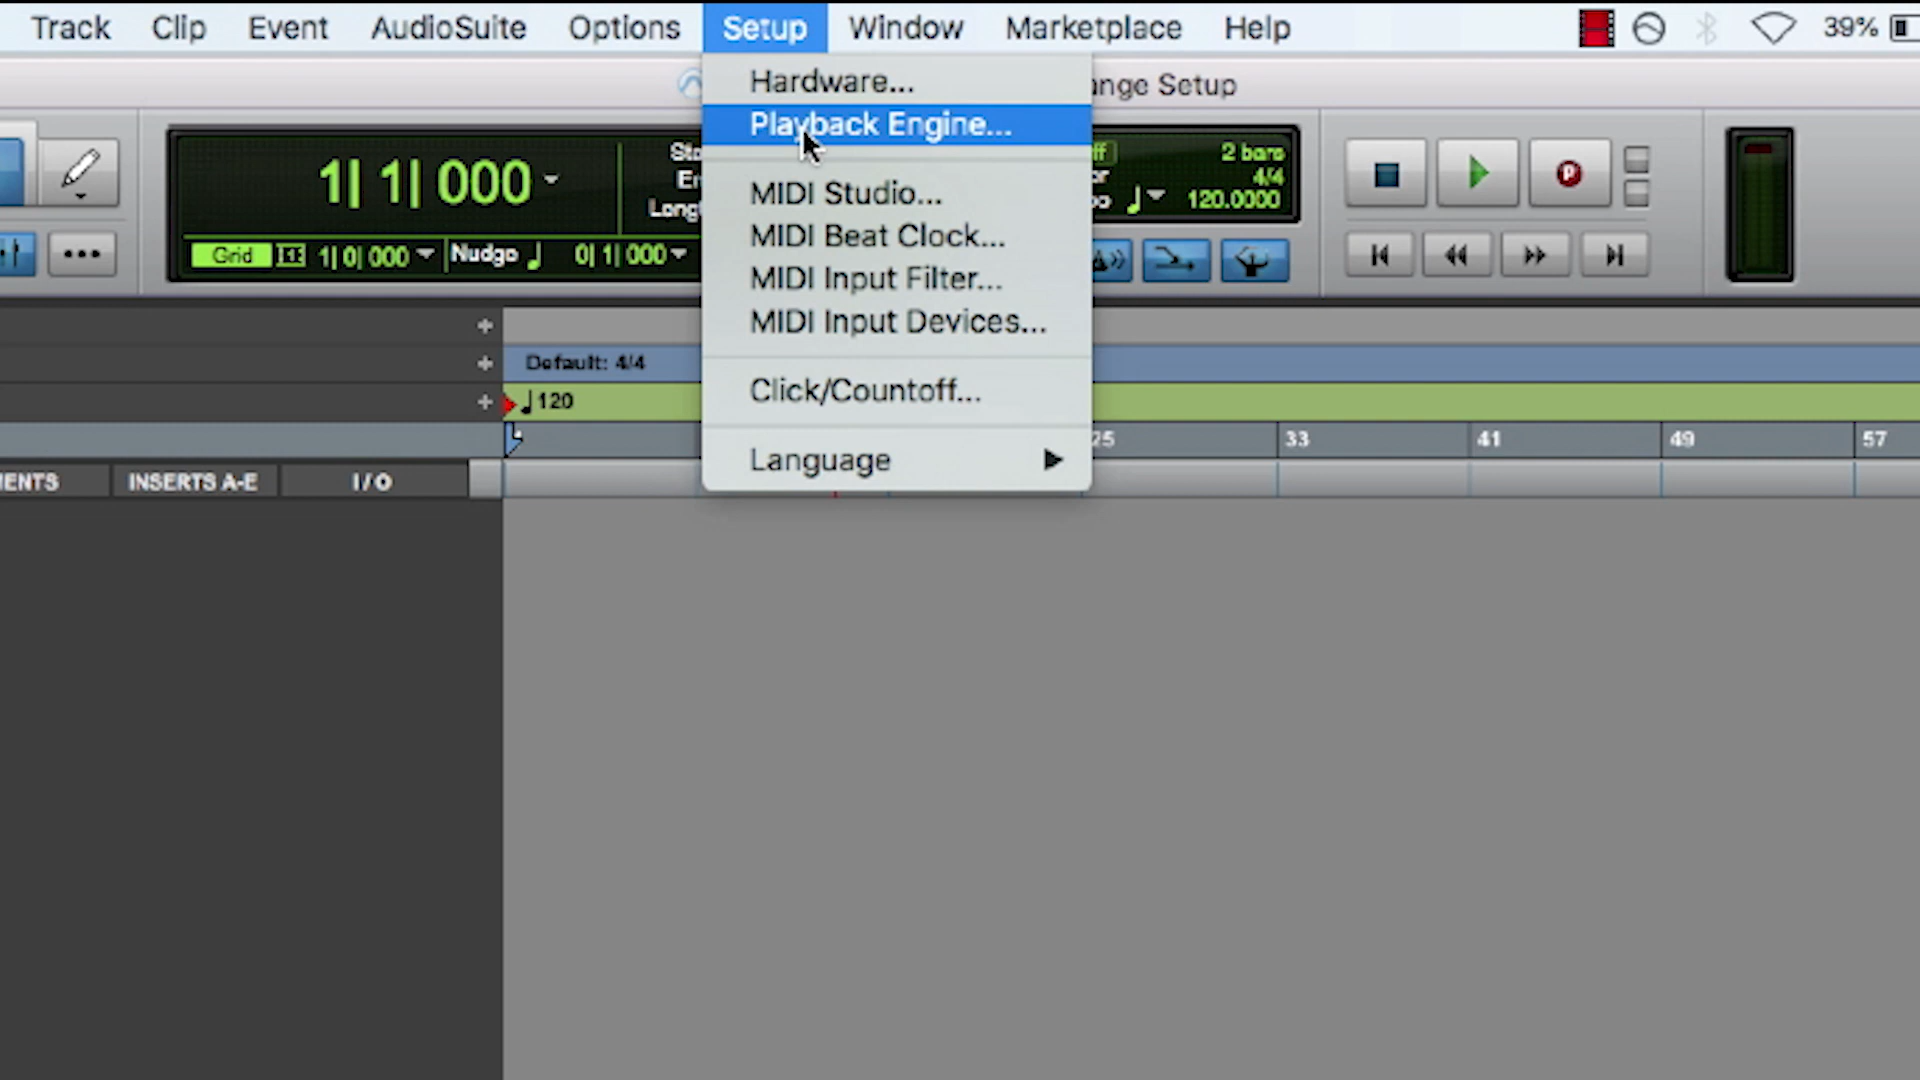 Track Clip Event AudioSuite Options Setup Window Marketplace Help 39%
Hardware...
ange Setup
Playback Engine...
1| 1| 000
2 bars
4/4
120.0000
MIDI Studio...
MIDI Beat Clock...
Grid 1| 0| 000 Nudge 0| 1| 000
MIDI Input Filter...
MIDI Input Devices...
Default: 4/4
Click/Countoff...
120
25 33 41 49 57
Language
ENTS INSERTS A-E I/O